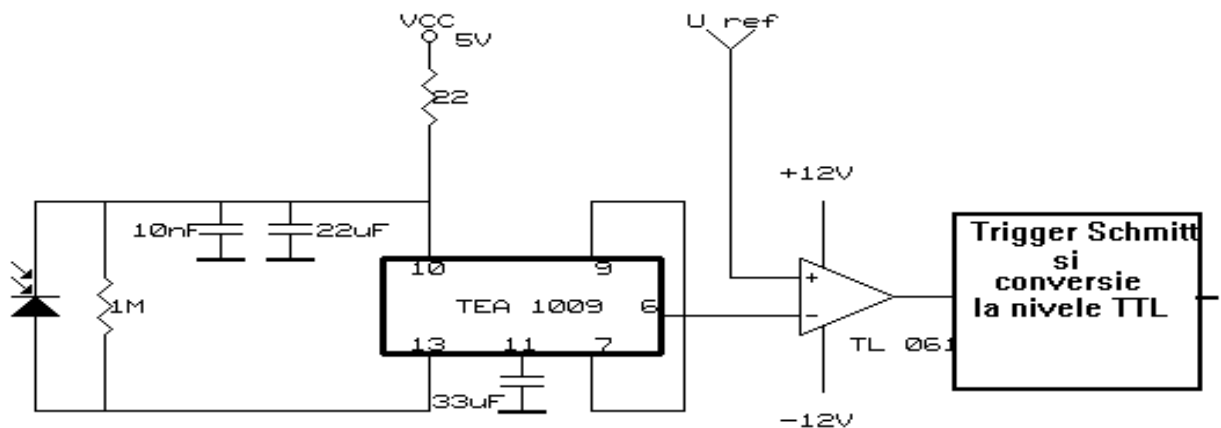 VCC
5V
U ref
22
+12V
10nF
22uF
10
9
Trigger Schmitt
si
conversie
la nivele TTL
+
1M
TEA 1009
6
-
13
11
7
TL 061
33uF
-12V